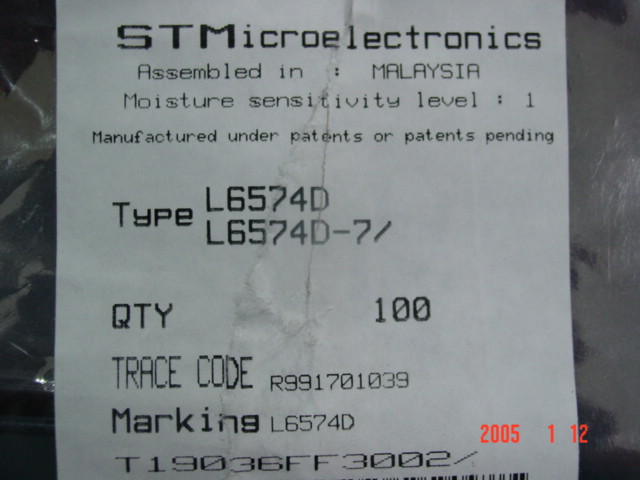 STMicroelectronics
Assembled in : MALAYSIA
Moisture sensitivity level : 1
Manufactured under patents or patents pending
Type L6574D
L6574D-7/
QTY 100
TRACE CODE R991701039
Marking L6574D
2005 1 12
T19036FF3002/